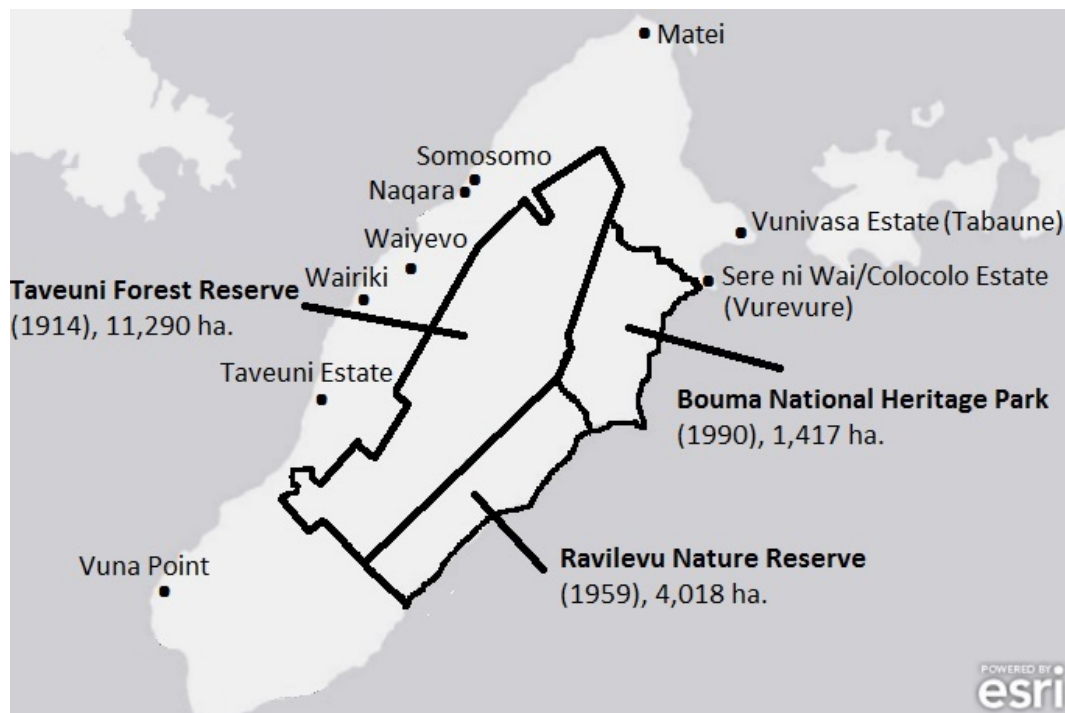 Matei
Somosomo
Naqara
Vunivasa Estate (Tabaune)
Waiyevo
Sere ni Wai/Colocolo Estate
(Vurevure)
Wairiki
Taveuni Forest Reserve
(1914), 11,290 ha.
Taveuni Estate
Bouma National Heritage Park
(1990), 1,417 ha.
Ravilevu Nature Reserve
(1959), 4,018 ha.
Vuna Point
POWERED BY
esri